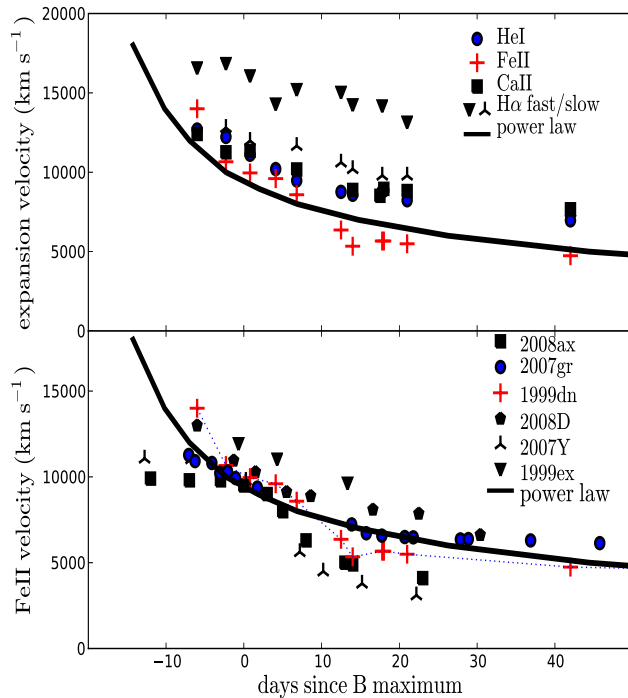 expansion velocity (km s⁻¹)
20000
15000
10000
5000
0
HeI
FeII
CaII
Hα fast/slow
power law
FeII velocity (km s⁻¹)
15000
10000
5000
0
2008ax
2007gr
1999dn
2008D
2007Y
1999ex
power law
−10 0 10 20 30 40
days since B maximum